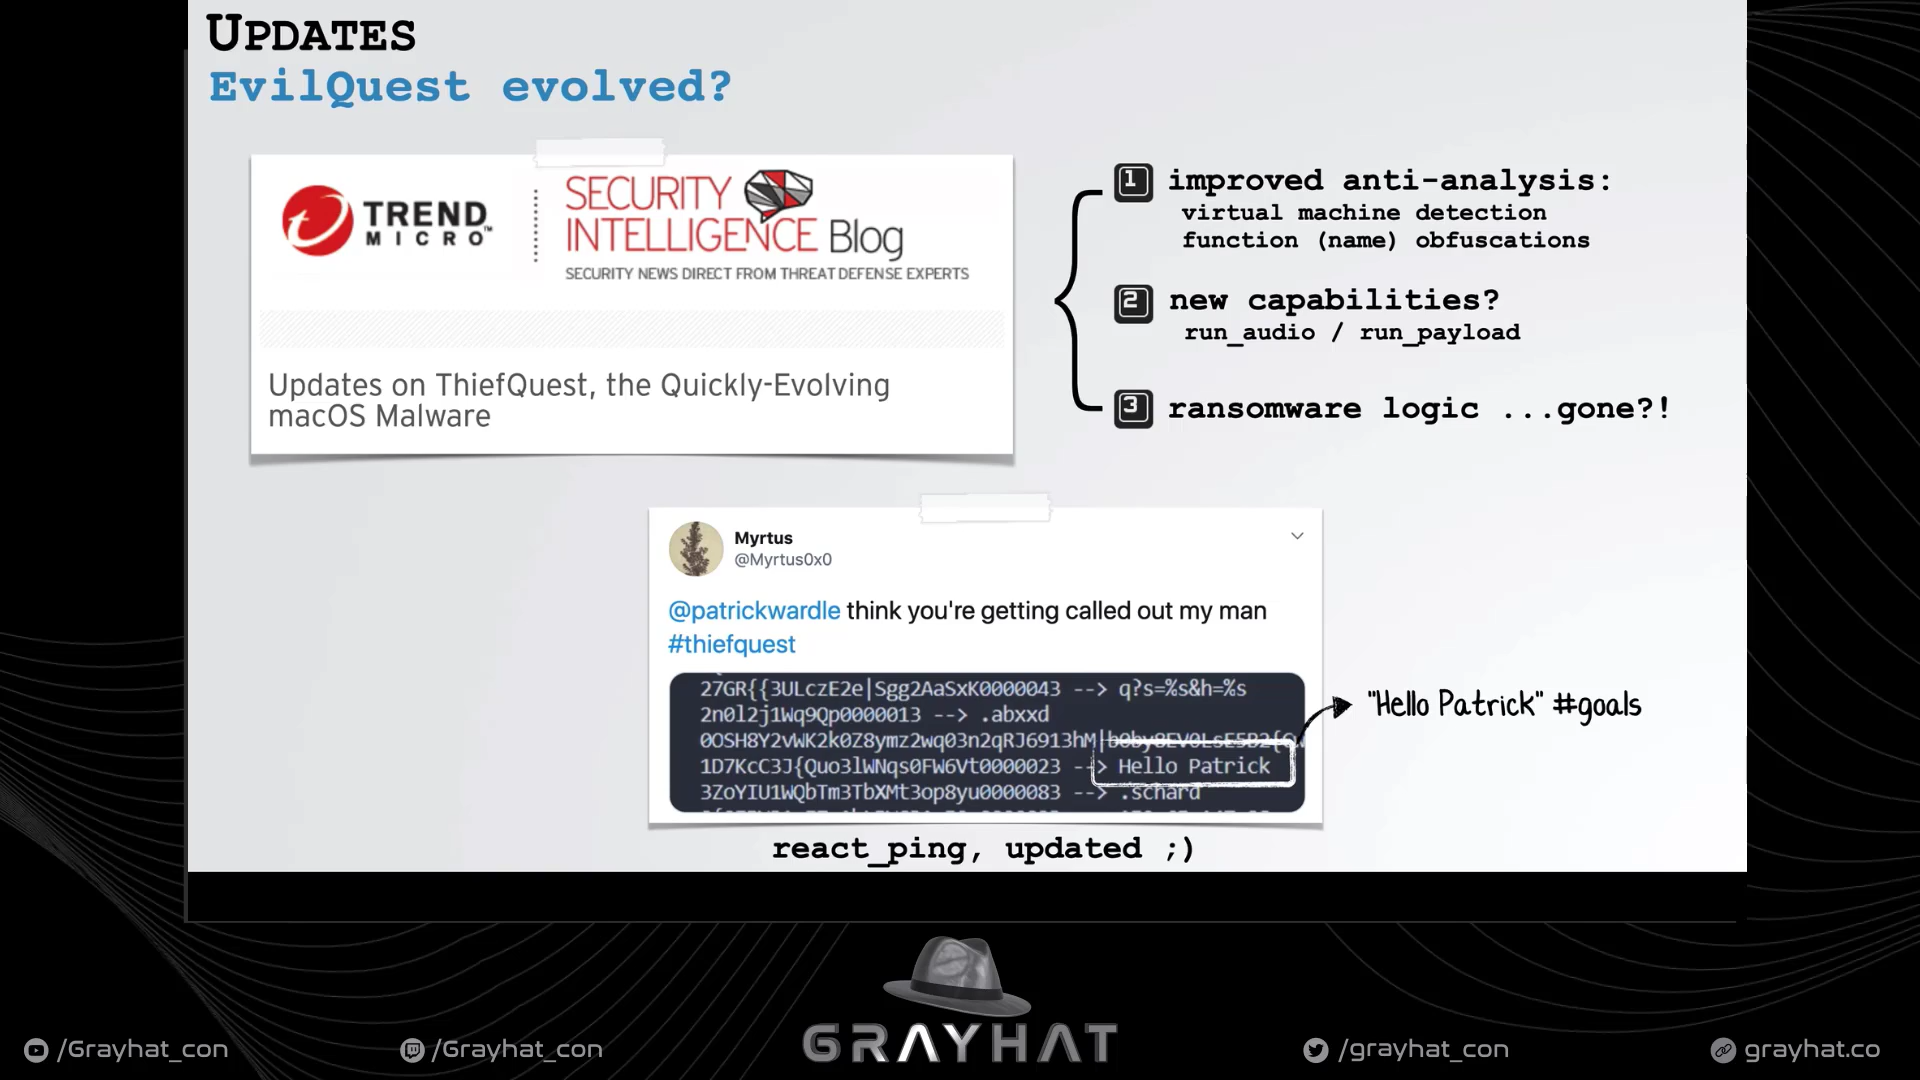 UPDATES
EvilQuest evolved?
TREND MICRO™
SECURITY INTELLIGENCE Blog
SECURITY NEWS DIRECT FROM THREAT DEFENSE EXPERTS
Updates on ThiefQuest, the Quickly-Evolving
macOS Malware
1 improved anti-analysis:
virtual machine detection
function (name) obfuscations
2 new capabilities?
run_audio / run_payload
3 ransomware logic ...gone?!
Myrtus
@Myrtus0x0
@patrickwardle think you're getting called out my man
#thiefquest
27GR{{3ULczE2e|Sgg2AaSxK0000043 --> q?s=%s&h=%s
2n0l2j1Wq9Qp0000013 --> .abxxd
0OSH8Y2vWK2k0Z8ymz2wq03n2qRJ6913hM
1D7KcC3J{Quo3lWNqs0FW6Vt0000023 --> Hello Patrick
3ZoYIU1WQbTm3TbXMt3op8yu0000083 --> .schard
"Hello Patrick" #goals
react_ping, updated ;)
GRAYHAT
/Grayhat_con
/Grayhat_con
/grayhat_con
grayhat.co